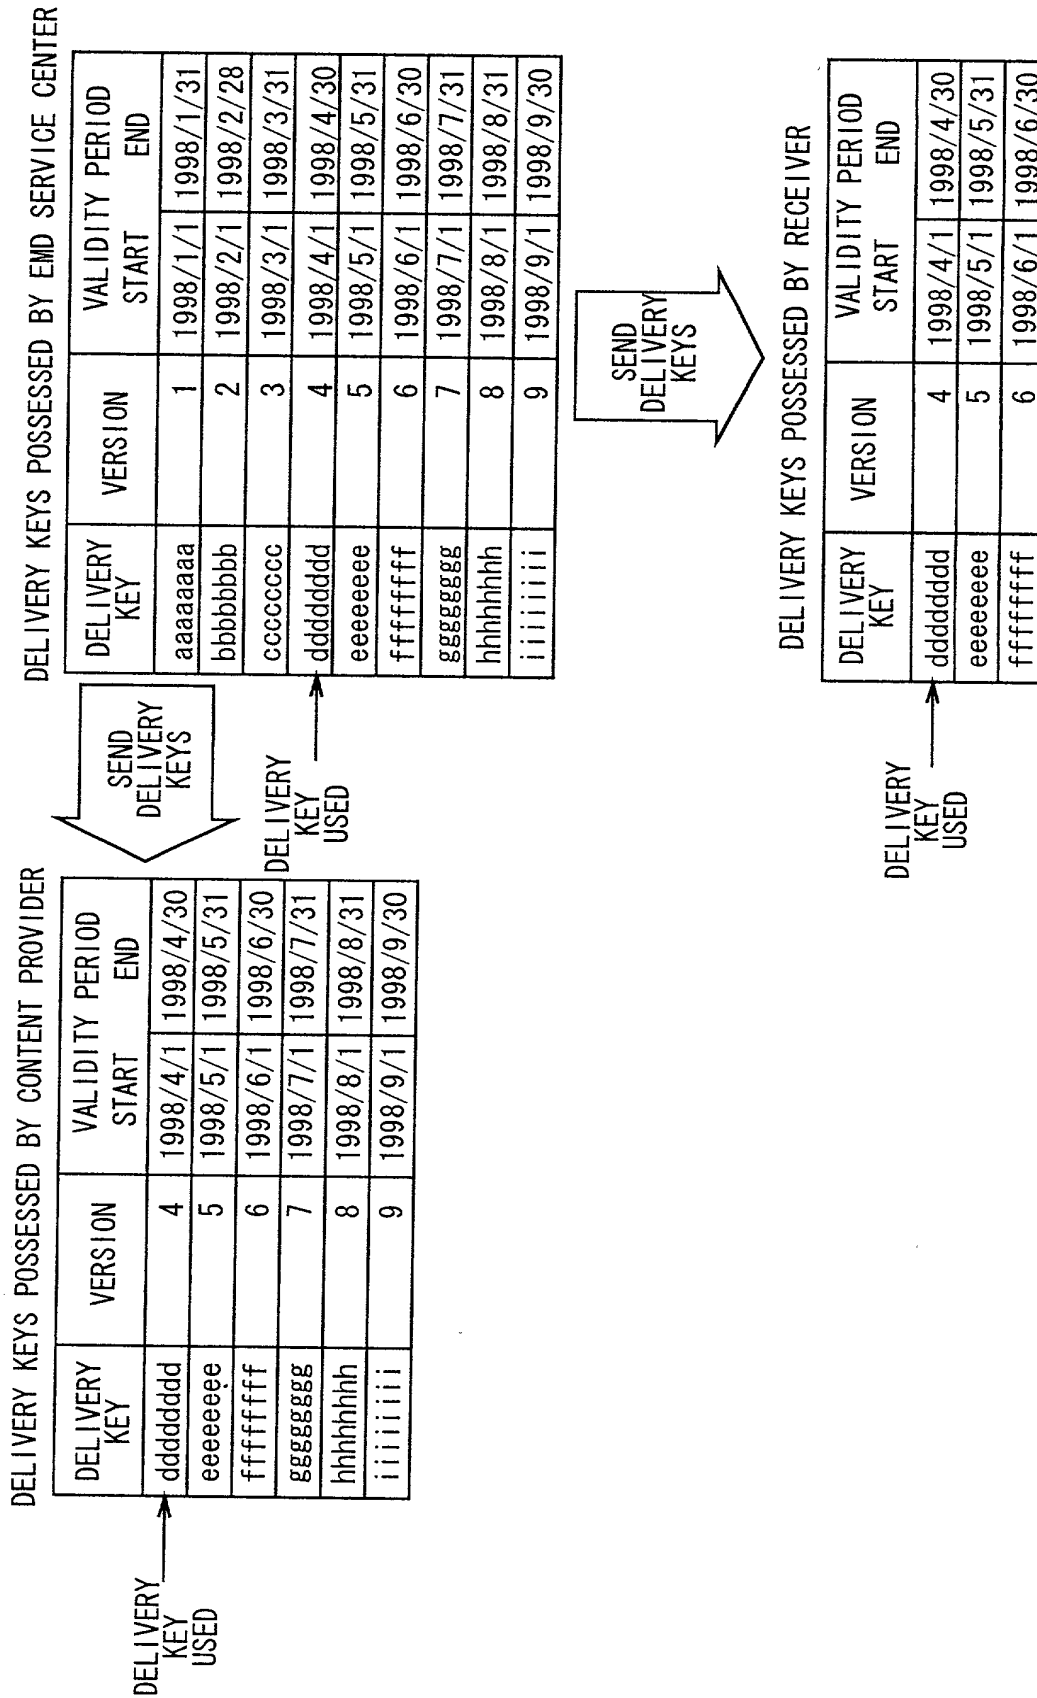 DELIVERY KEYS POSSESSED BY CONTENT PROVIDER
DELIVERY KEY VERSION VALIDITY PERIOD START END
dddddddd 4 1998/4/1 1998/4/30
eeeeeeee 5 1998/5/1 1998/5/31
ffffffff 6 1998/6/1 1998/6/30
gggggggg 7 1998/7/1 1998/7/31
hhhhhhhh 8 1998/8/1 1998/8/31
iiiiiiii 9 1998/9/1 1998/9/30
DELIVERY
KEY
USED
SEND
DELIVERY
KEYS
DELIVERY KEYS POSSESSED BY EMD SERVICE CENTER
DELIVERY KEY VERSION VALIDITY PERIOD START END
aaaaaaaa 1 1998/1/1 1998/1/31
bbbbbbbb 2 1998/2/1 1998/2/28
cccccccc 3 1998/3/1 1998/3/31
dddddddd 4 1998/4/1 1998/4/30
eeeeeeee 5 1998/5/1 1998/5/31
ffffffff 6 1998/6/1 1998/6/30
gggggggg 7 1998/7/1 1998/7/31
hhhhhhhh 8 1998/8/1 1998/8/31
iiiiiiii 9 1998/9/1 1998/9/30
DELIVERY
KEY
USED
SEND
DELIVERY
KEYS
DELIVERY KEYS POSSESSED BY RECEIVER
DELIVERY KEY VERSION VALIDITY PERIOD START END
dddddddd 4 1998/4/1 1998/4/30
eeeeeeee 5 1998/5/1 1998/5/31
ffffffff 6 1998/6/1 1998/6/30
DELIVERY
KEY
USED